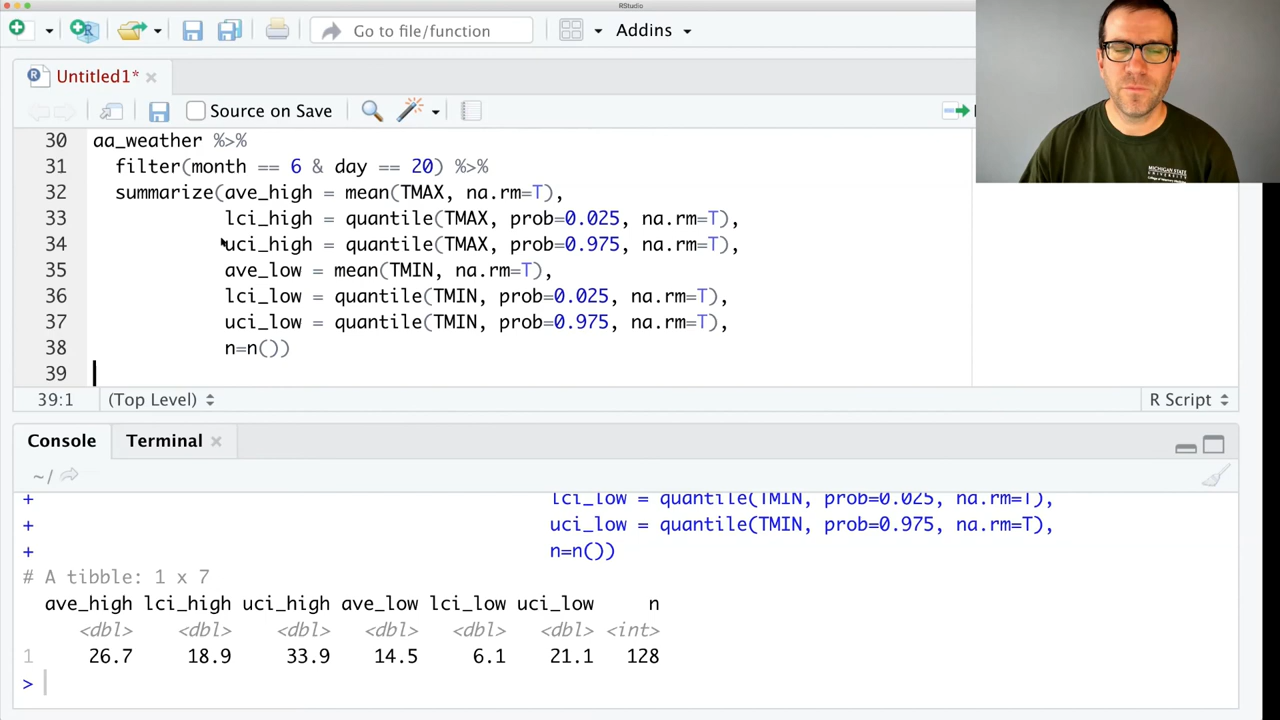 RStudio
Go to file/function
Addins
Untitled1*
Source on Save
30 aa_weather %>%
31 filter(month == 6 & day == 20) %>%
32 summarize(ave_high = mean(TMAX, na.rm=T),
33 lci_high = quantile(TMAX, prob=0.025, na.rm=T),
34 uci_high = quantile(TMAX, prob=0.975, na.rm=T),
35 ave_low = mean(TMIN, na.rm=T),
36 lci_low = quantile(TMIN, prob=0.025, na.rm=T),
37 uci_low = quantile(TMIN, prob=0.975, na.rm=T),
38 n=n())
39
39:1 (Top Level) R Script
Console Terminal
~/
+ lci_low = quantile(TMIN, prob=0.025, na.rm=T),
+ uci_low = quantile(TMIN, prob=0.975, na.rm=T),
+ n=n())
# A tibble: 1 x 7
ave_high lci_high uci_high ave_low lci_low uci_low n
<dbl> <dbl> <dbl> <dbl> <dbl> <dbl> <int>
1 26.7 18.9 33.9 14.5 6.1 21.1 128
>
MICHIGAN STATE
UNIVERSITY